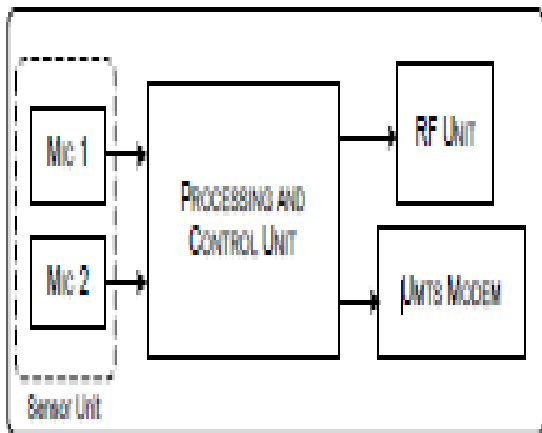 Mic 1
Mic 2
Sensor Unit
Processing and
Control Unit
RF Unit
UMTS Modem